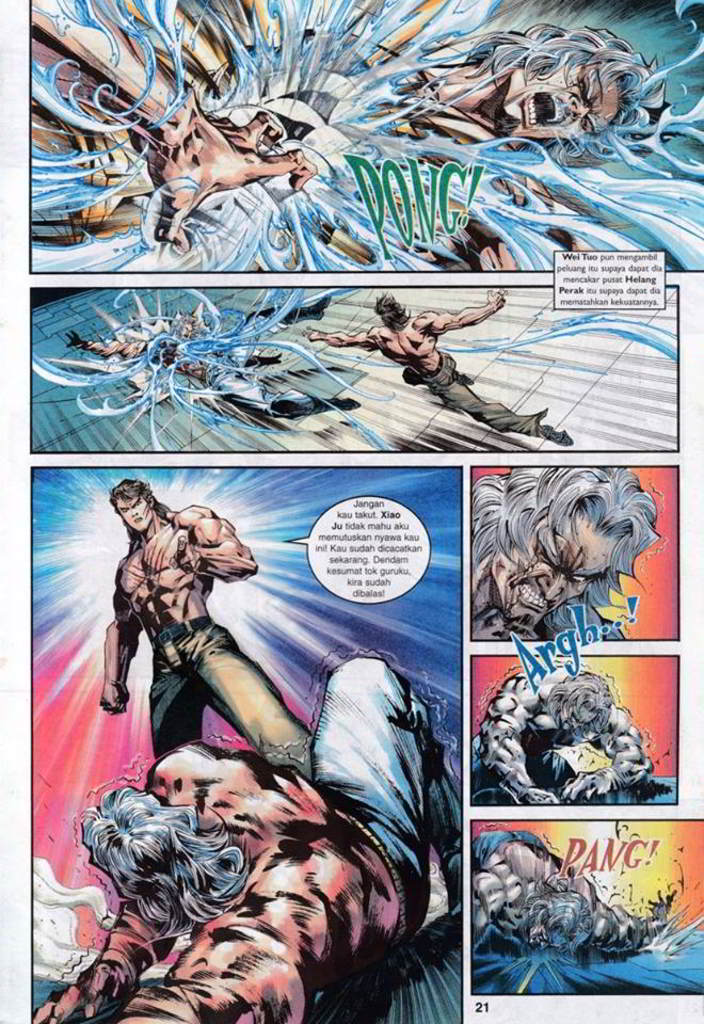 PONG!
Wei Tuo pun mengambil
peluang itu supaya dapat dia
mencakar pusat Helang
Perak itu supaya dapat dia
mematahkan kekuatannya.
Jangan
kau takut. Xiao
Ju tidak mahu aku
memutuskan nyawa kau
ini! Kau sudah dicacatkan
sekarang. Dendam
kesumat tok guruku,
kira sudah
dibalas!
Argh...!
PANG!
21